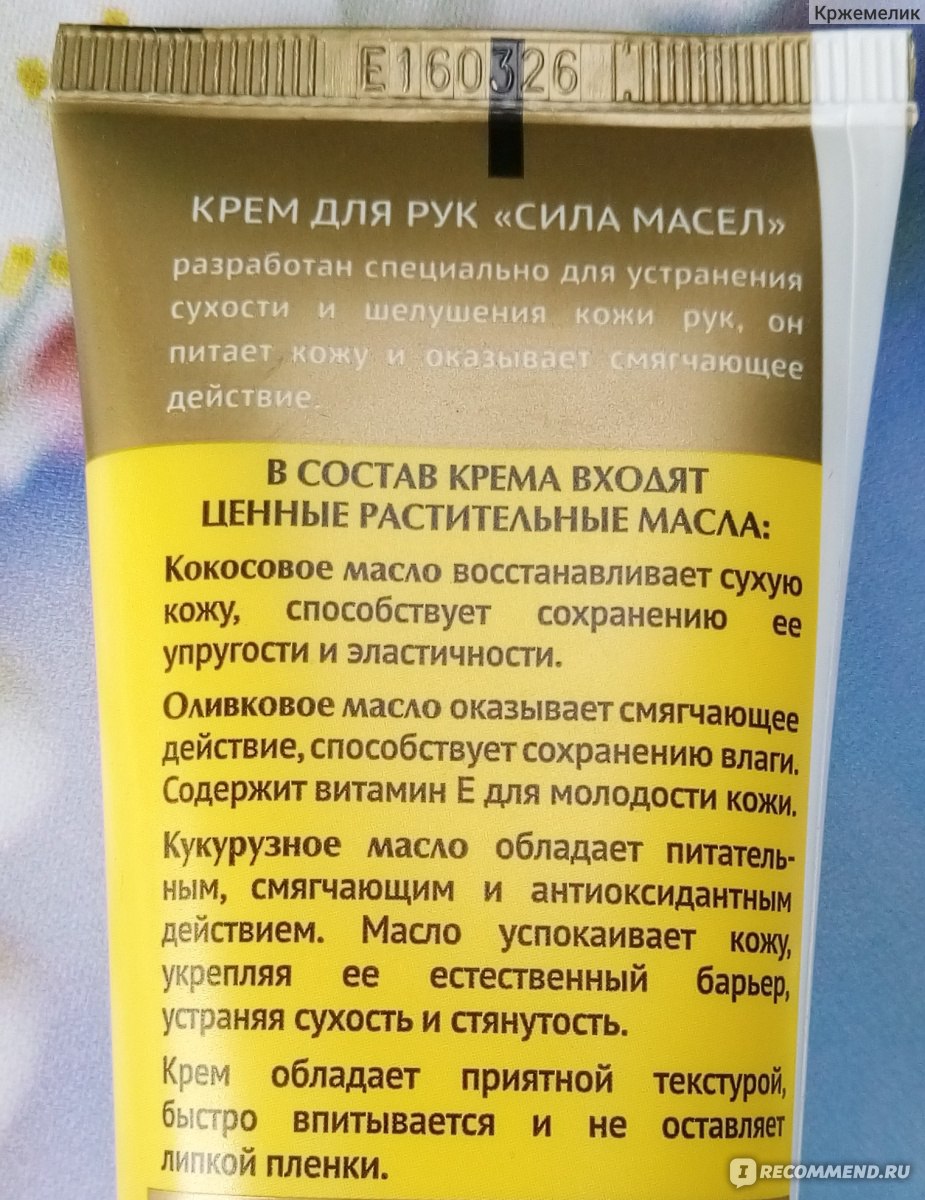 Кржемелик
E160326
КРЕМ ДЛЯ РУК «СИЛА МАСЕЛ»
разработан специально для устранения
сухости и шелушения кожи рук, он
питает кожу и оказывает смягчающее
действие.
В СОСТАВ КРЕМА ВХОДЯТ
ЦЕННЫЕ РАСТИТЕЛЬНЫЕ МАСЛА:
Кокосовое масло восстанавливает сухую
кожу, способствует сохранению ее
упругости и эластичности.
Оливковое масло оказывает смягчающее
действие, способствует сохранению влаги.
Содержит витамин Е для молодости кожи.
Кукурузное масло обладает питатель-
ным, смягчающим и антиоксидантным
действием. Масло успокаивает кожу,
укрепляя ее естественный барьер,
устраняя сухость и стянутость.
Крем обладает приятной текстурой,
быстро впитывается и не оставляет
липкой пленки.
IRECOMMEND.RU